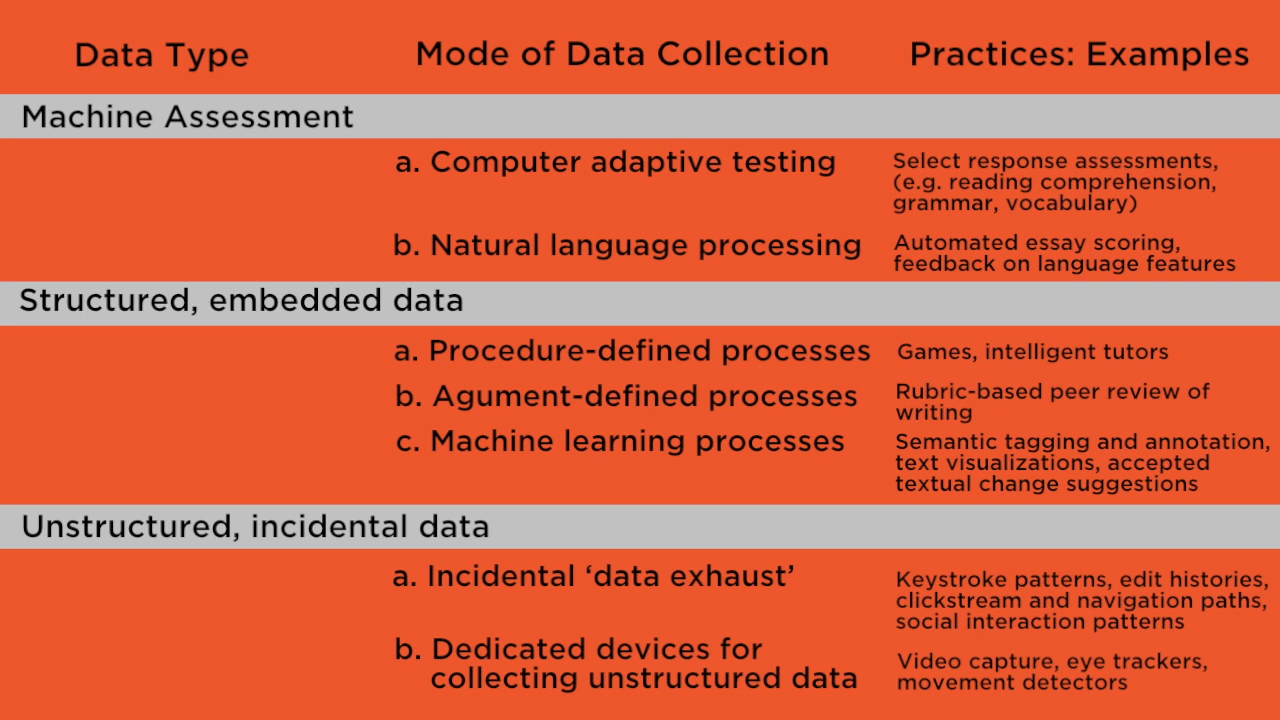 Data Type
Mode of Data Collection
Practices: Examples
Machine Assessment
a. Computer adaptive testing
Select response assessments,
(e.g. reading comprehension,
grammar, vocabulary)
b. Natural language processing
Automated essay scoring,
feedback on language features
Structured, embedded data
a. Procedure-defined processes
Games, intelligent tutors
b. Agument-defined processes
Rubric-based peer review of
writing
c. Machine learning processes
Semantic tagging and annotation,
text visualizations, accepted
textual change suggestions
Unstructured, incidental data
a. Incidental ‘data exhaust’
Keystroke patterns, edit histories,
clickstream and navigation paths,
social interaction patterns
b. Dedicated devices for
collecting unstructured data
Video capture, eye trackers,
movement detectors